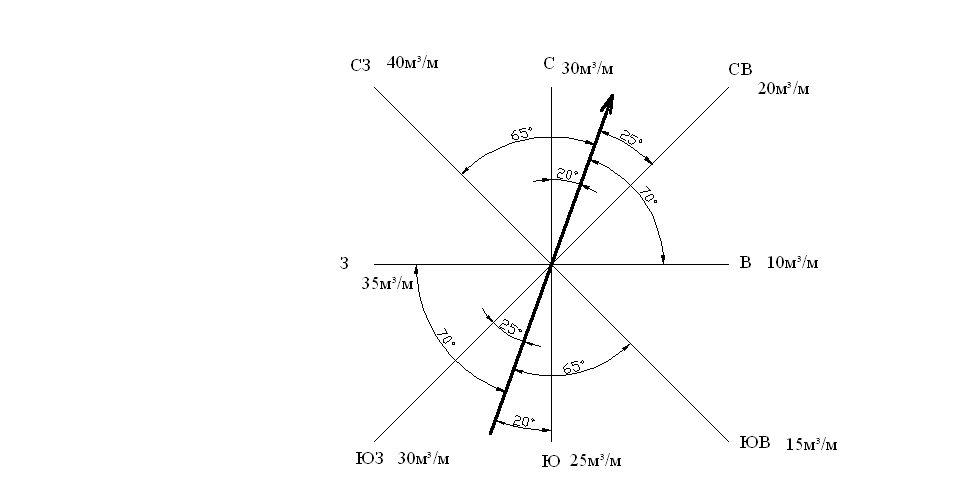 СЗ 40м³/м
С 30м³/м
СВ
20м³/м
65°
25°
20°
70°
З
35м³/м
В 10м³/м
25°
70°
65°
20°
ЮЗ 30м³/м
Ю 25м³/м
ЮВ 15м³/м